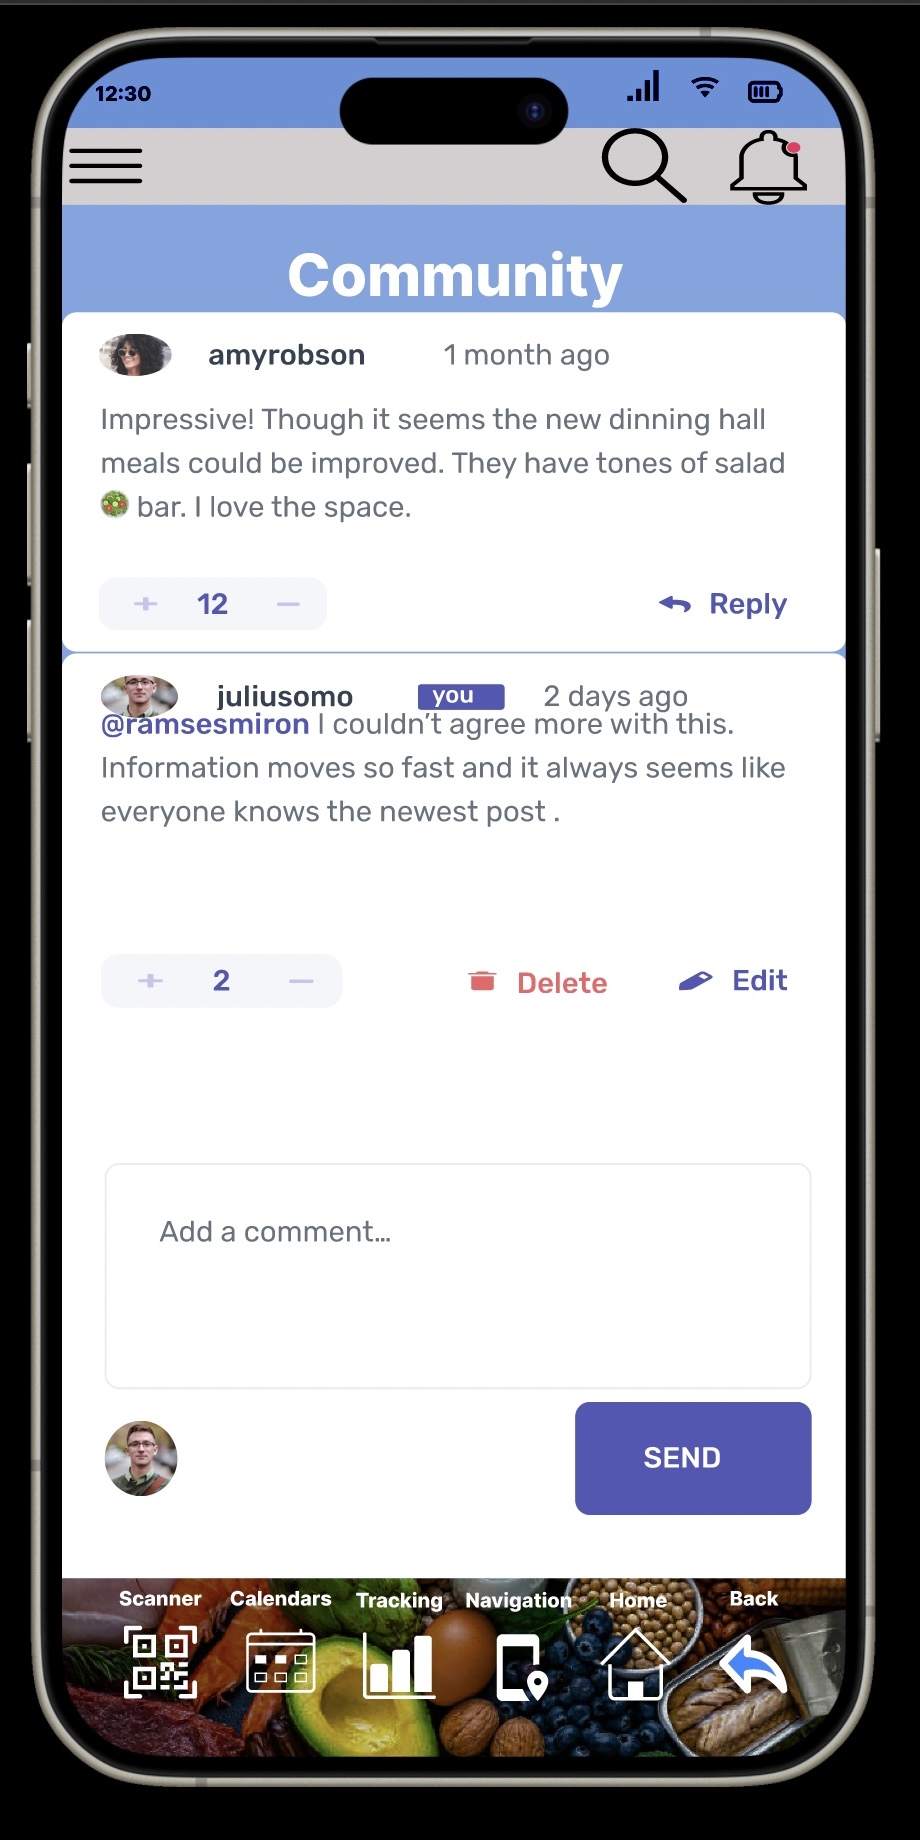 12:30
Community
amyrobson 1 month ago
Impressive! Though it seems the new dinning hall
meals could be improved. They have tones of salad
🥗 bar. I love the space.
+ 12 −
Reply
juliusomo you 2 days ago
@ramsesmiron I couldn't agree more with this.
Information moves so fast and it always seems like
everyone knows the newest post .
+ 2 −
Delete Edit
Add a comment…
SEND
Scanner Calendars Tracking Navigation Home Back